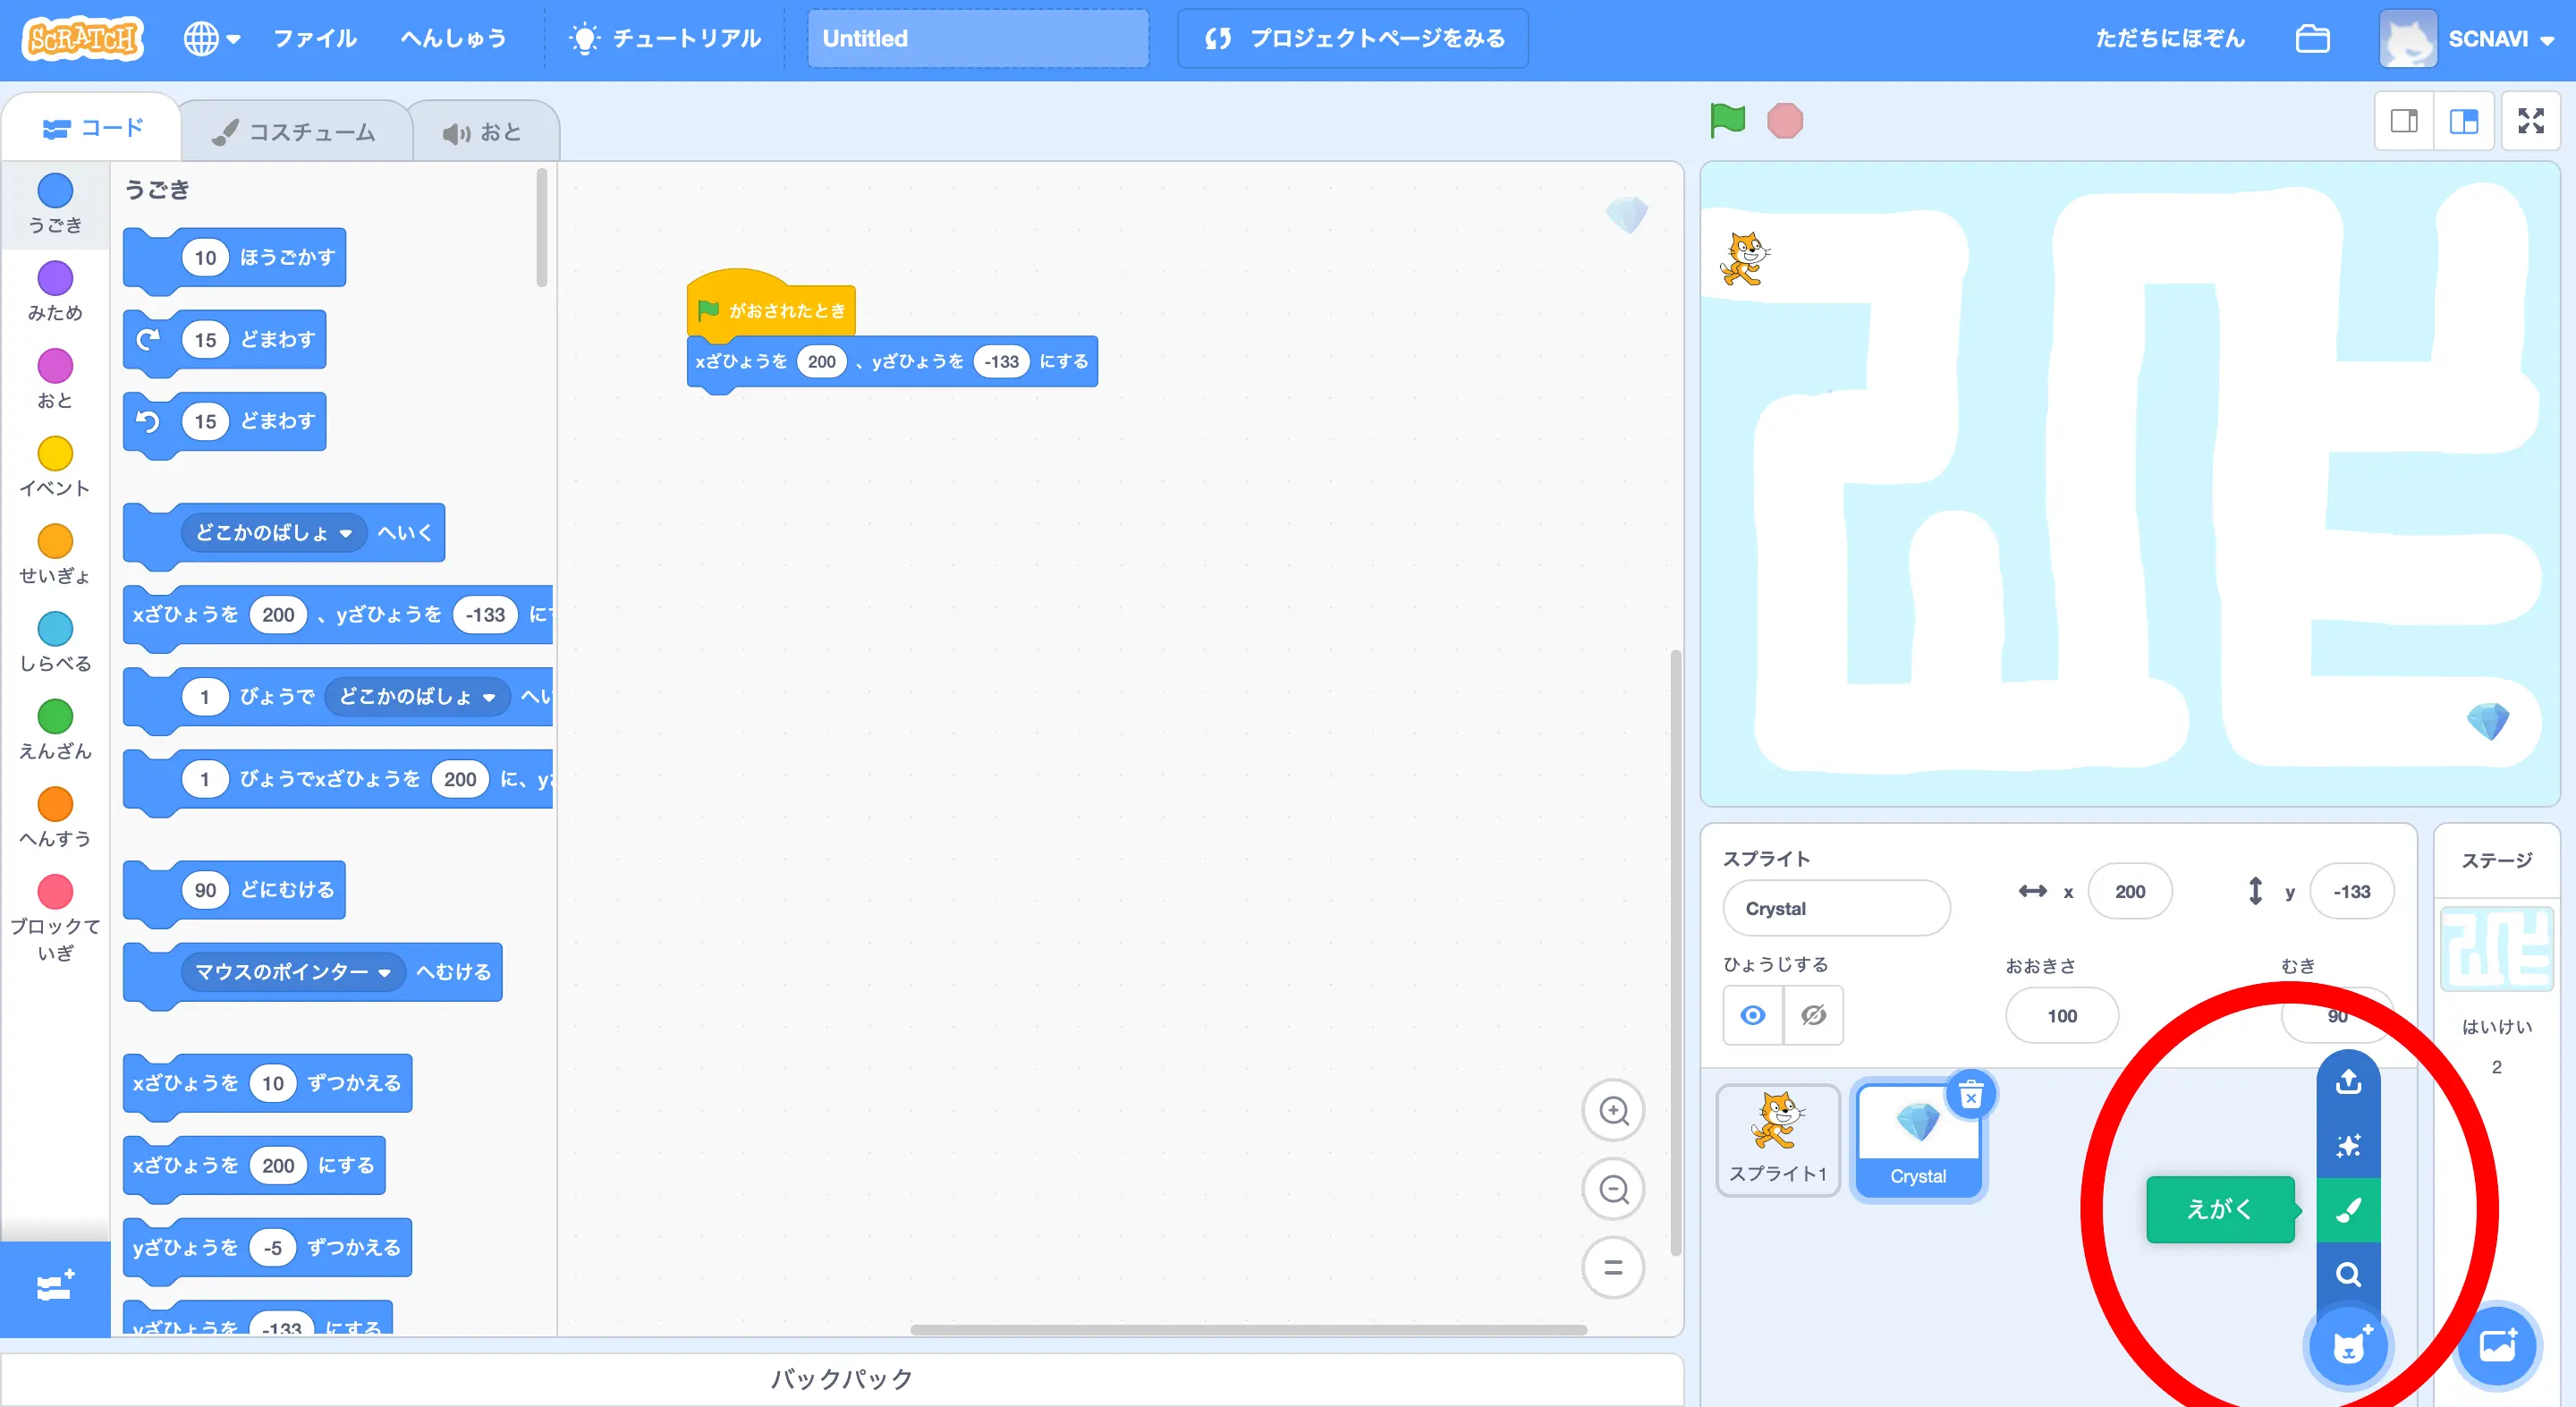 SCRATCH
ファイル
へんしゅう
チュートリアル
Untitled
プロジェクトページをみる
ただちにほぞん
SCNAVI
コード
コスチューム
おと
うごき
みため
おと
イベント
せいぎょ
しらべる
えんざん
へんすう
ブロックて
いぎ
うごき
10 ほうごかす
15 どまわす
15 どまわす
どこかのばしょ へいく
xざひょうを 200 、yざひょうを -133 に
1 びょうで どこかのばしょ へい
1 びょうでxざひょうを 200 に、y
90 どにむける
マウスのポインター へむける
xざひょうを 10 ずつかえる
xざひょうを 200 にする
yざひょうを -5 ずつかえる
yざひょうを -133 にする
がおされたとき
xざひょうを 200 、yざひょうを -133 にする
バックパック
スプライト
Crystal
x 200
y -133
ひょうじする
おおきさ
100
むき
90
スプライト1
Crystal
えがく
ステージ
はいけい
2